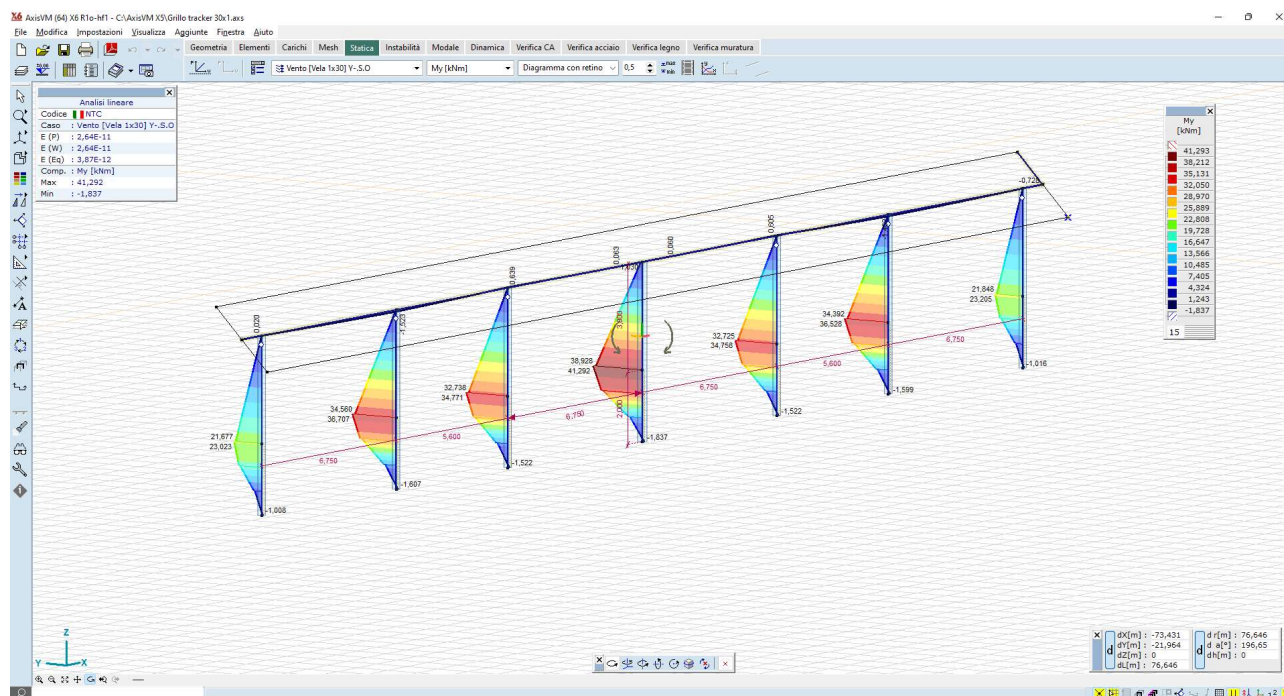 AxisVM (64) X6 R1o-hf1 - C:\AxisVM X5\Grillo tracker 30x1.axs
File Modifica Impostazioni Visualizza Aggiunte Finestra Aiuto
Geometria Elementi Carichi Mesh Statica Instabilità Modale Dinamica Verifica CA Verifica acciaio Verifica legno Verifica muratura
Vento [Vela 1x30] Y-.S.O My [kNm] Diagramma con retino 0,5
Analisi lineare
Codice NTC
Caso : Vento [Vela 1x30] Y-.S.O
E (P) : 2,64E-11
E (W) : 2,64E-11
E (Eq) : 3,87E-12
Comp. : My [kNm]
Max : 41,292
Min : -1,837
My
[kNm]
41,293
38,212
35,131
32,050
28,970
25,889
22,808
19,728
16,647
13,566
10,485
7,405
4,324
1,243
-1,837
15
0,020
21,677
23,023
-1,008
6,750
-1,523
34,560
36,707
-1,607
5,600
0,639
32,738
34,771
-1,522
6,750
0,063
0,060
38,928
41,292
2,000
-1,837
6,750
0,605
32,725
34,758
-1,522
5,600
34,392
36,528
-1,599
6,750
21,848
23,205
-1,016
Z
Y
X
d
dX[m] : -73,431
dY[m] : -21,964
dZ[m] : 0
dL[m] : 76,646
d
d r[m] : 76,646
d a[°] : 196,65
dh[m] : 0